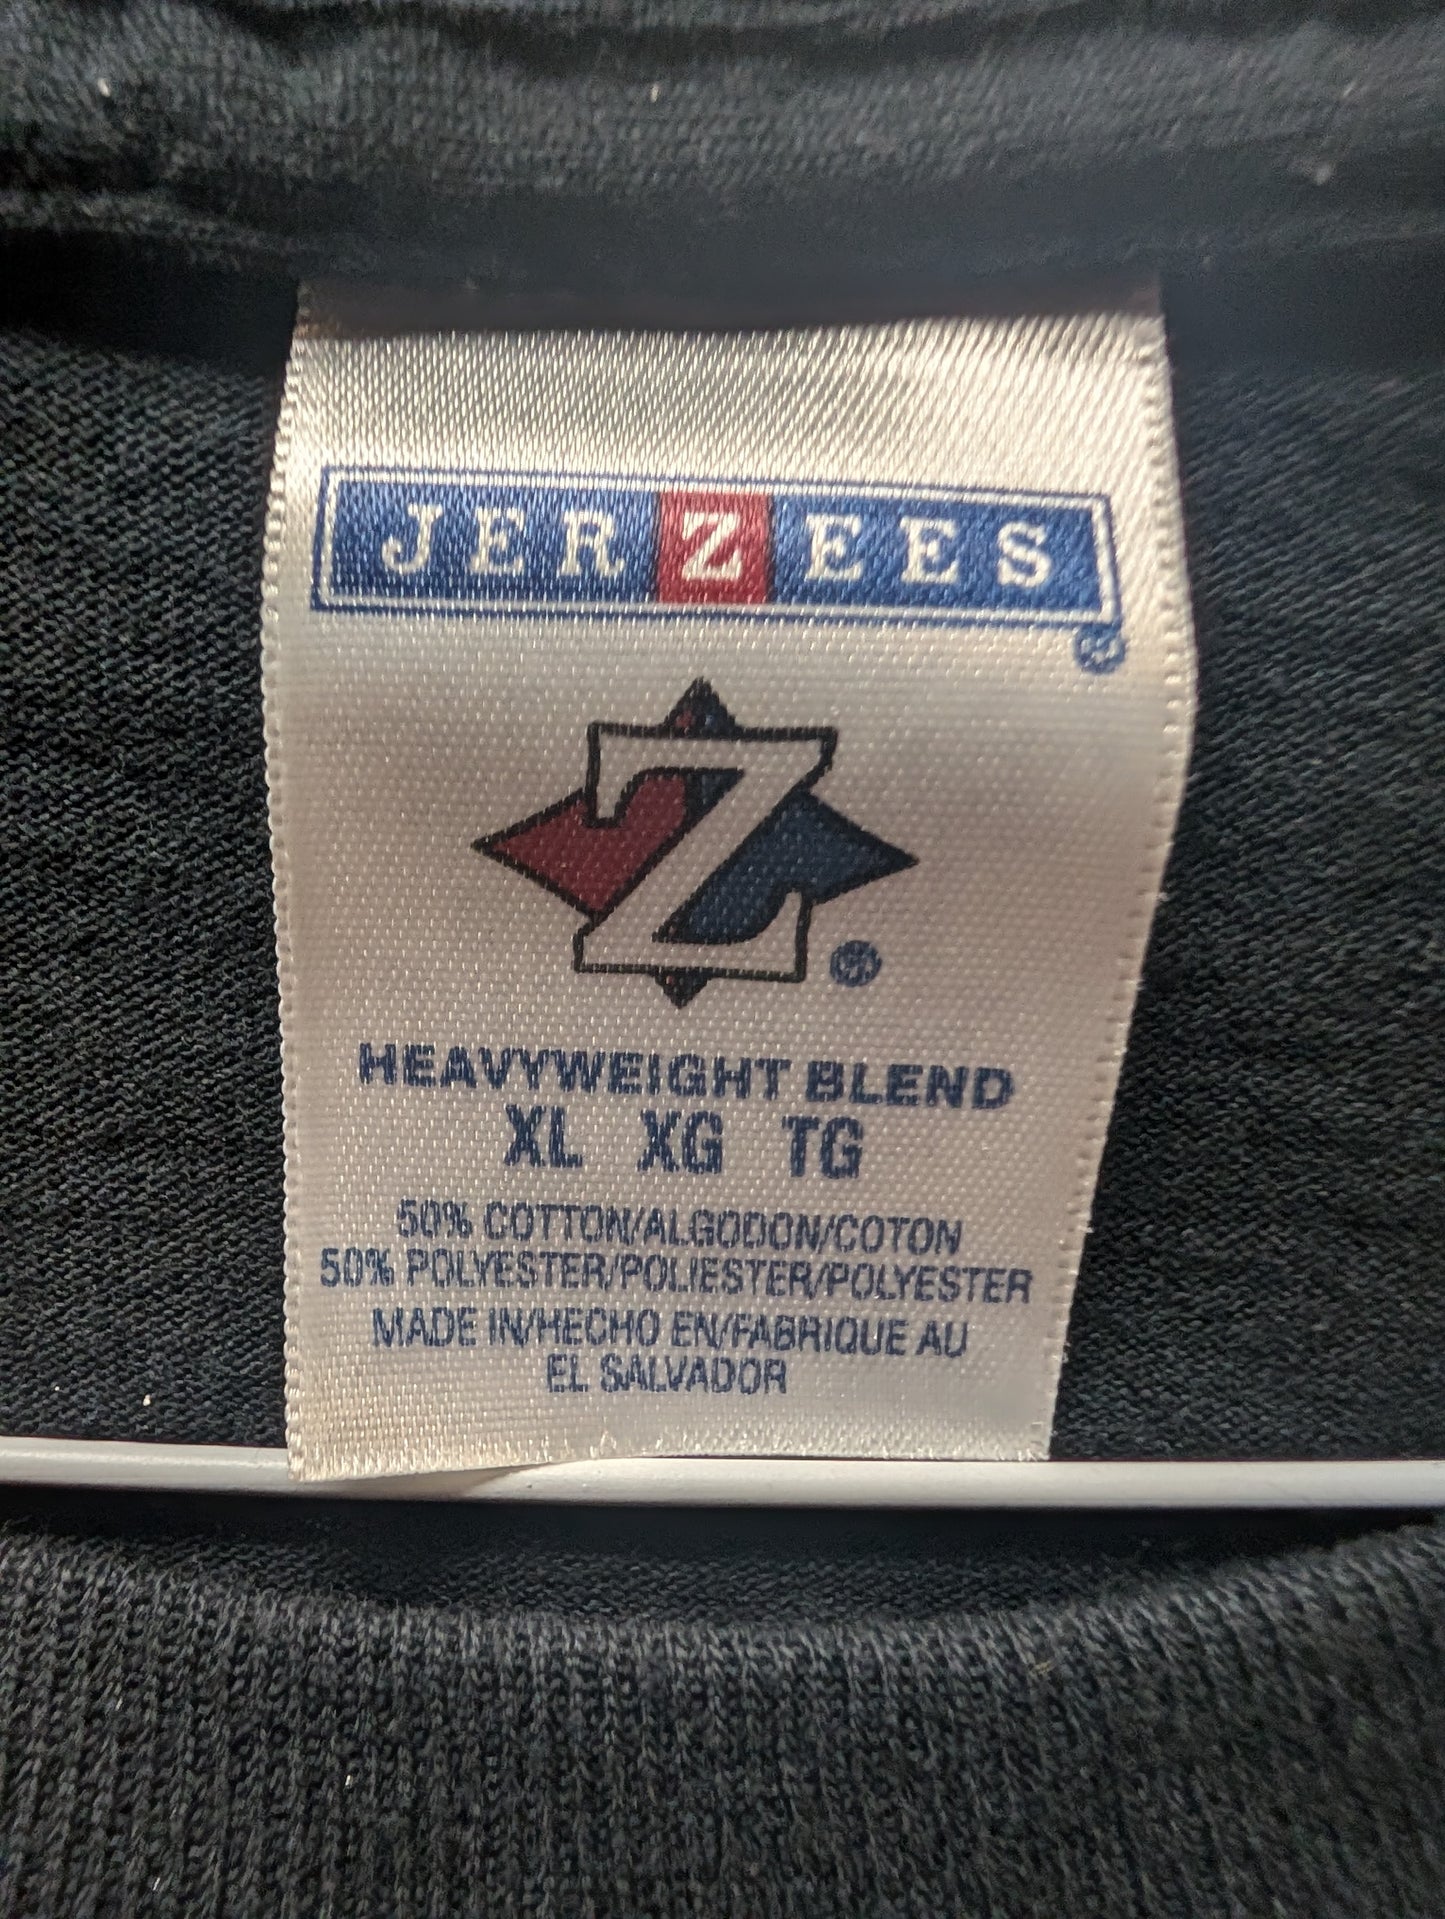 JERZEES
®
Z
®
HEAVYWEIGHT BLEND
XL XG TG
50% COTTON/ALGODON/COTON
50% POLYESTER/POLIESTER/POLYESTER
MADE IN/HECHO EN/FABRIQUE AU
EL SALVADOR